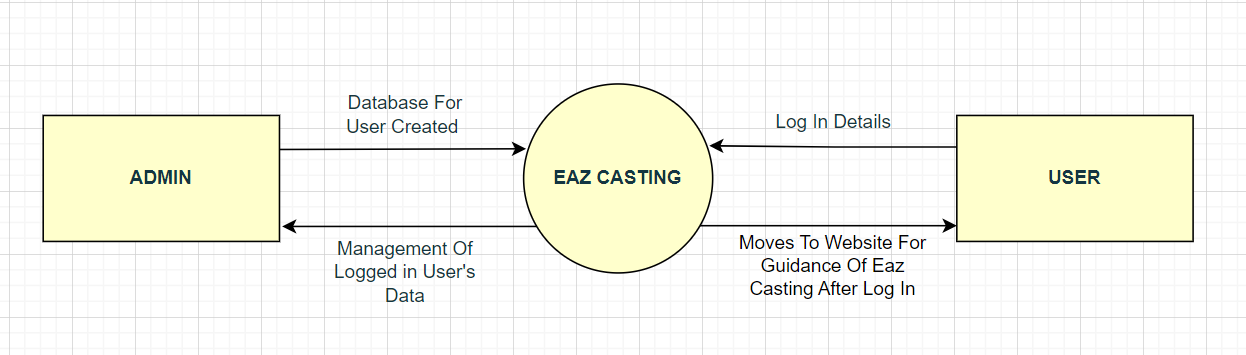 Database For
User Created
Log In Details
ADMIN
EAZ CASTING
USER
Management Of
Logged in User's
Data
Moves To Website For
Guidance Of Eaz
Casting After Log In